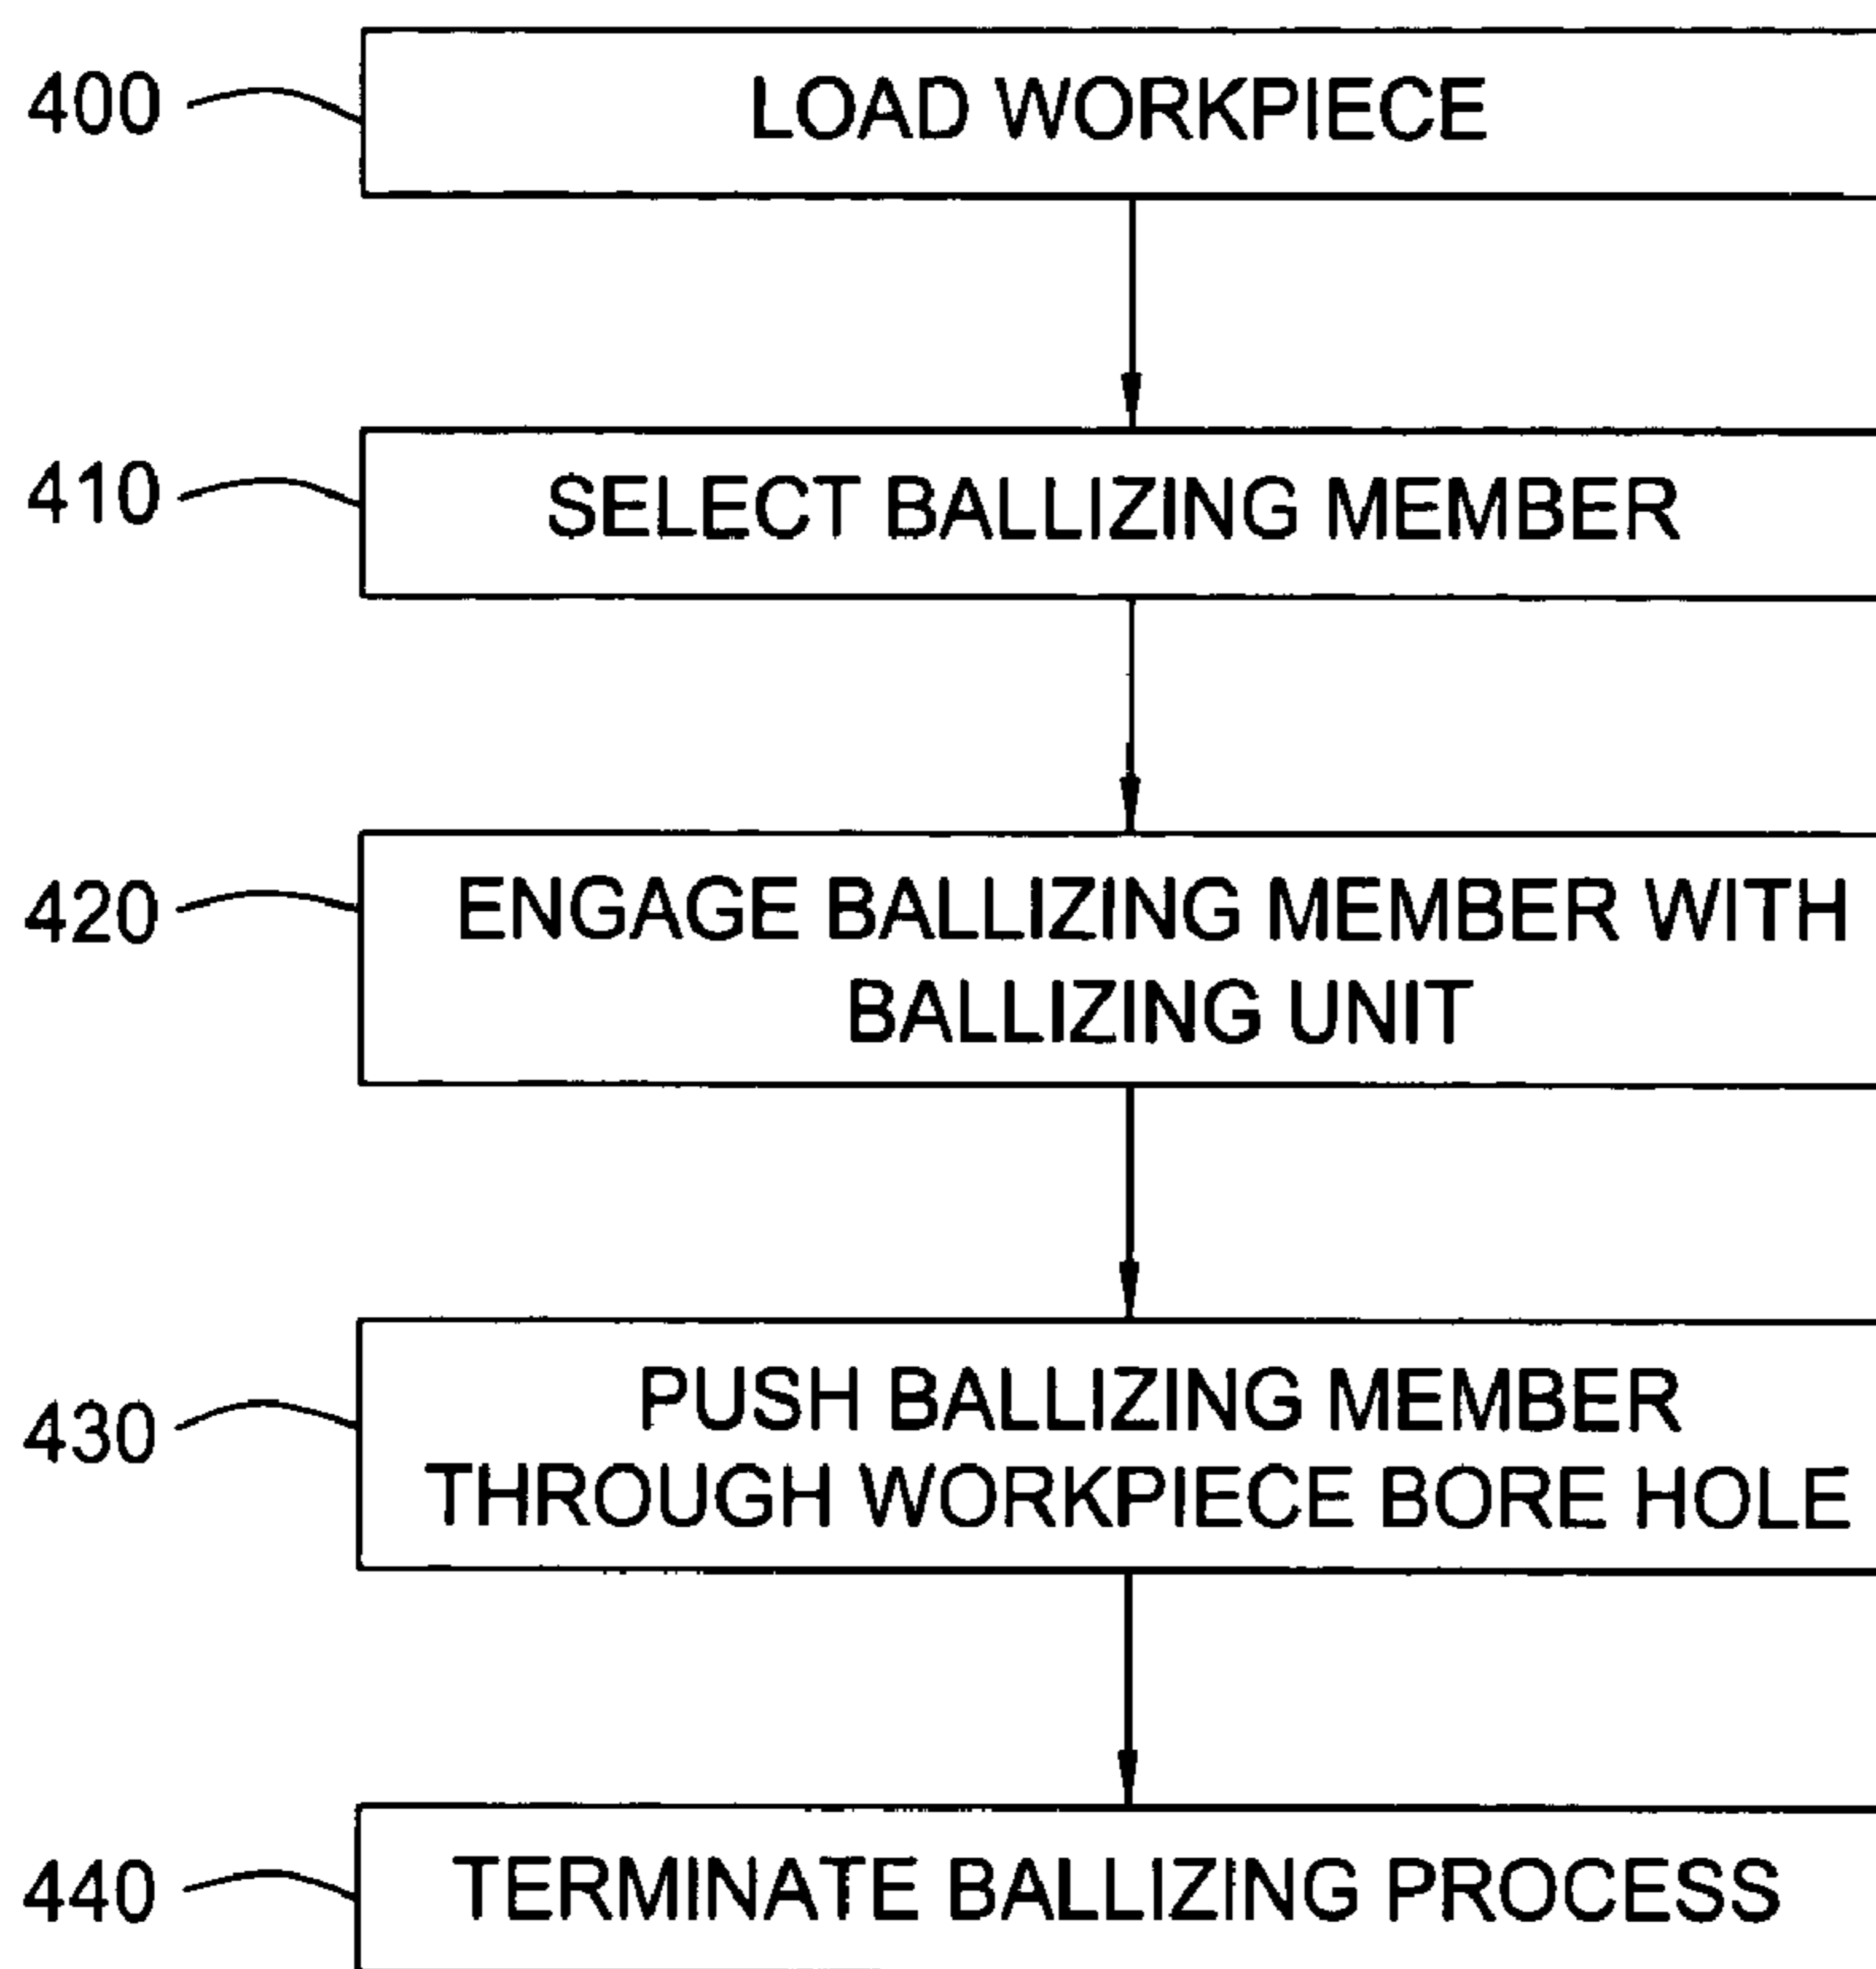 400 LOAD WORKPIECE
410 SELECT BALLIZING MEMBER
420 ENGAGE BALLIZING MEMBER WITH
BALLIZING UNIT
430 PUSH BALLIZING MEMBER
THROUGH WORKPIECE BORE HOLE
440 TERMINATE BALLIZING PROCESS